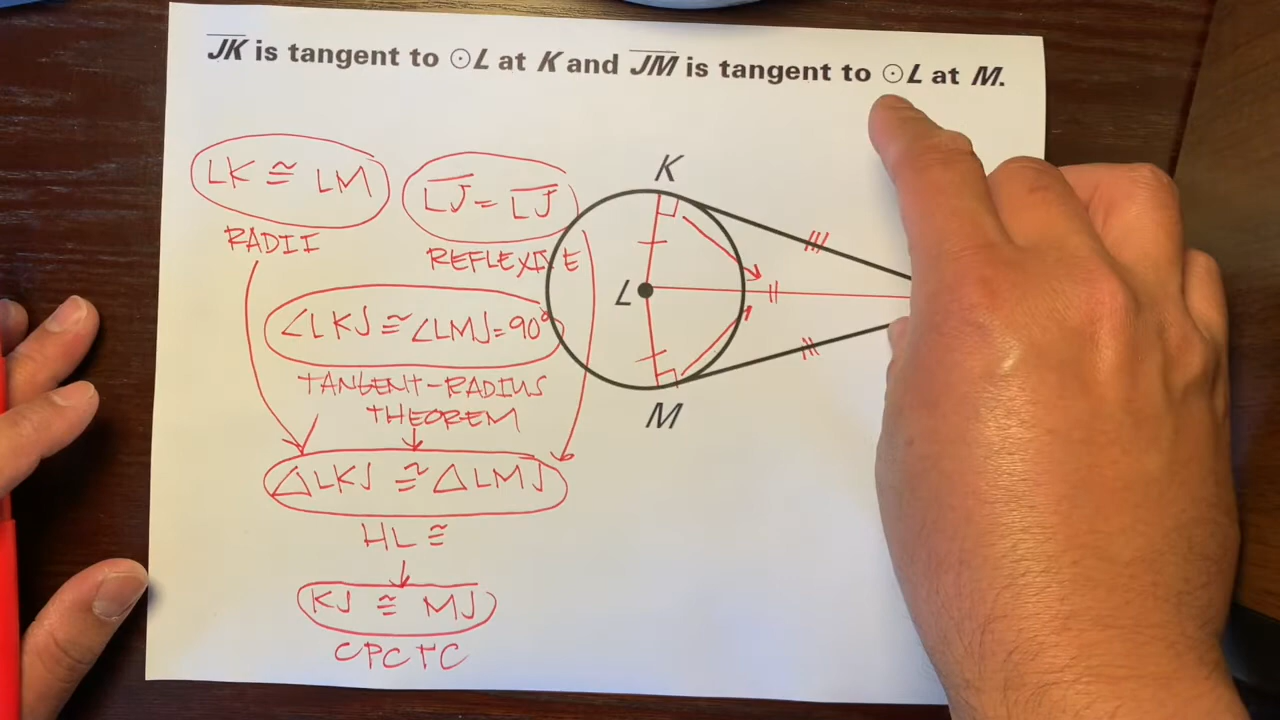 JK is tangent to ⊙L at K and JM is tangent to ⊙L at M.
LK ≅ LM
RADII
LJ = LJ
REFLEXIVE
∠LKJ ≅ ∠LMJ = 90°
TANGENT-RADIUS
THEOREM
△LKJ ≅ △LMJ
HL ≅
KJ ≅ MJ
CPCTC
K
L
M